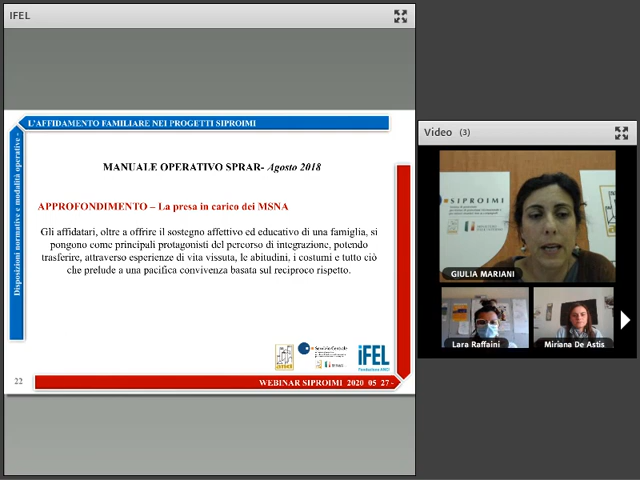 IFEL
L'AFFIDAMENTO FAMILIARE NEI PROGETTI SIPROIMI
Disposizioni normative e modalità operative -
MANUALE OPERATIVO SPRAR- Agosto 2018
APPROFONDIMENTO – La presa in carico dei MSNA
Gli affidatari, oltre a offrire il sostegno affettivo ed educativo di una famiglia, si
pongono come principali protagonisti del percorso di integrazione, potendo
trasferire, attraverso esperienze di vita vissuta, le abitudini, i costumi e tutto ciò
che prelude a una pacifica convivenza basata sul reciproco rispetto.
iFEL
Fondazione ANCI
22
WEBINAR SIPROIMI 2020 05 27 -
Video (3)
SIPROIMI
GIULIA MARIANI
Lara Raffaini
Miriana De Astis